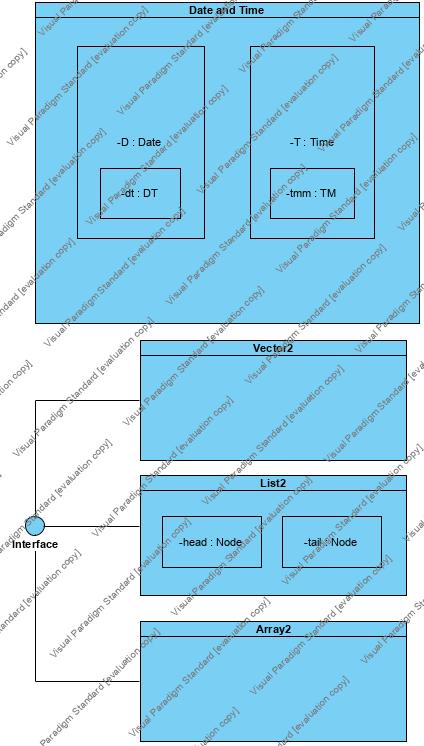 Date and Time
-D : Date
-T : Time
-dt : DT
-tmm : TM
Vector2
List2
-head : Node
-tail : Node
Interface
Array2
Visual Paradigm Standard [evaluation copy]